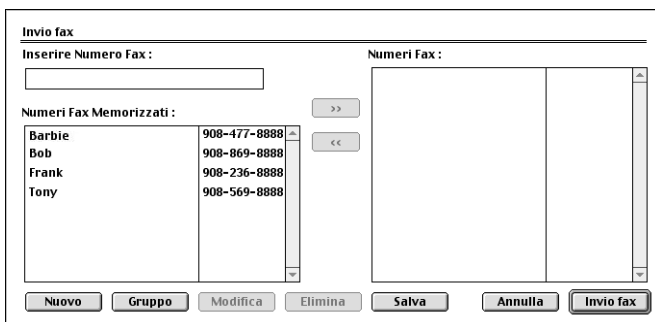 Invio fax
Inserire Numero Fax :
Numeri Fax :
>>
<<
Numeri Fax Memorizzati :
Barbie 908-477-8888
Bob 908-869-8888
Frank 908-236-8888
Tony 908-569-8888
Nuovo Gruppo Modifica Elimina Salva Annulla Invio fax